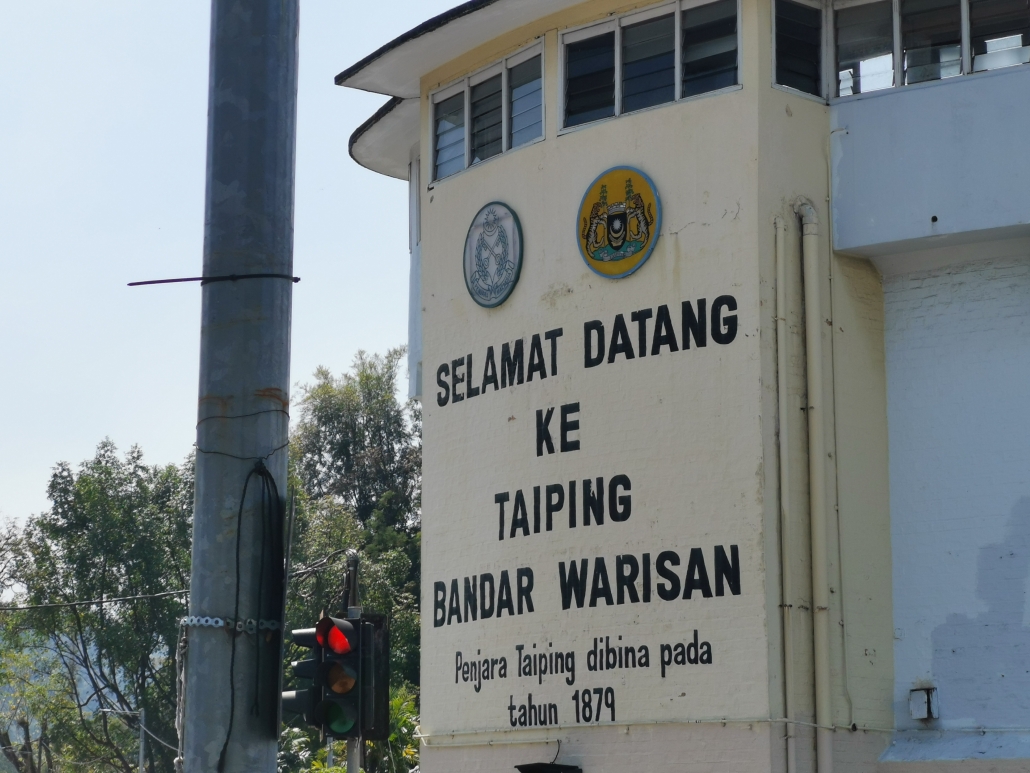 SELAMAT DATANG
KE
TAIPING
BANDAR WARISAN
Penjara Taiping dibina pada
tahun 1879